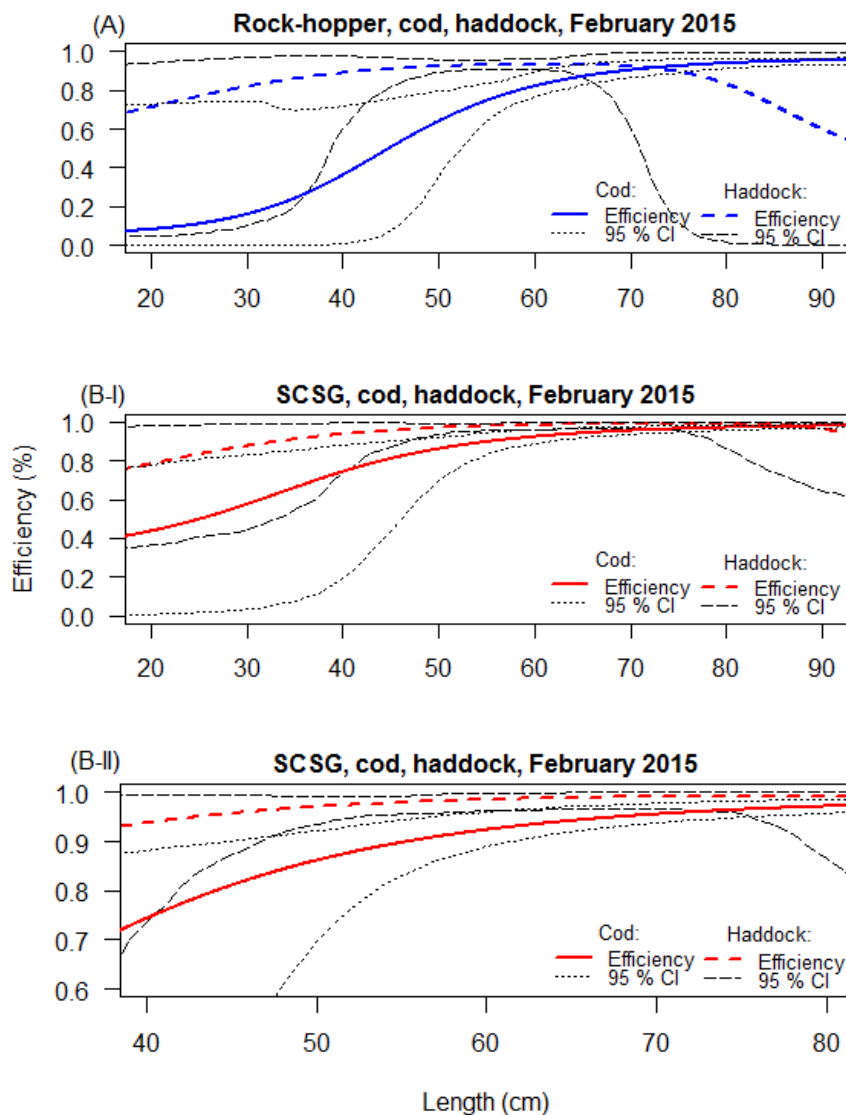 (A)
Rock-hopper, cod, haddock, February 2015
1.0
0.8
0.6
0.4
0.2
0.0
Cod: Haddock:
Efficiency Efficiency
95 % CI 95 % CI
20 30 40 50 60 70 80 90
(B-I)
SCSG, cod, haddock, February 2015
1.0
0.8
0.6
0.4
0.2
0.0
Efficiency (%)
Cod: Haddock:
Efficiency Efficiency
95 % CI 95 % CI
20 30 40 50 60 70 80 90
(B-II)
SCSG, cod, haddock, February 2015
1.0
0.9
0.8
0.7
0.6
Cod: Haddock:
Efficiency Efficiency
95 % CI 95 % CI
40 50 60 70 80
Length (cm)